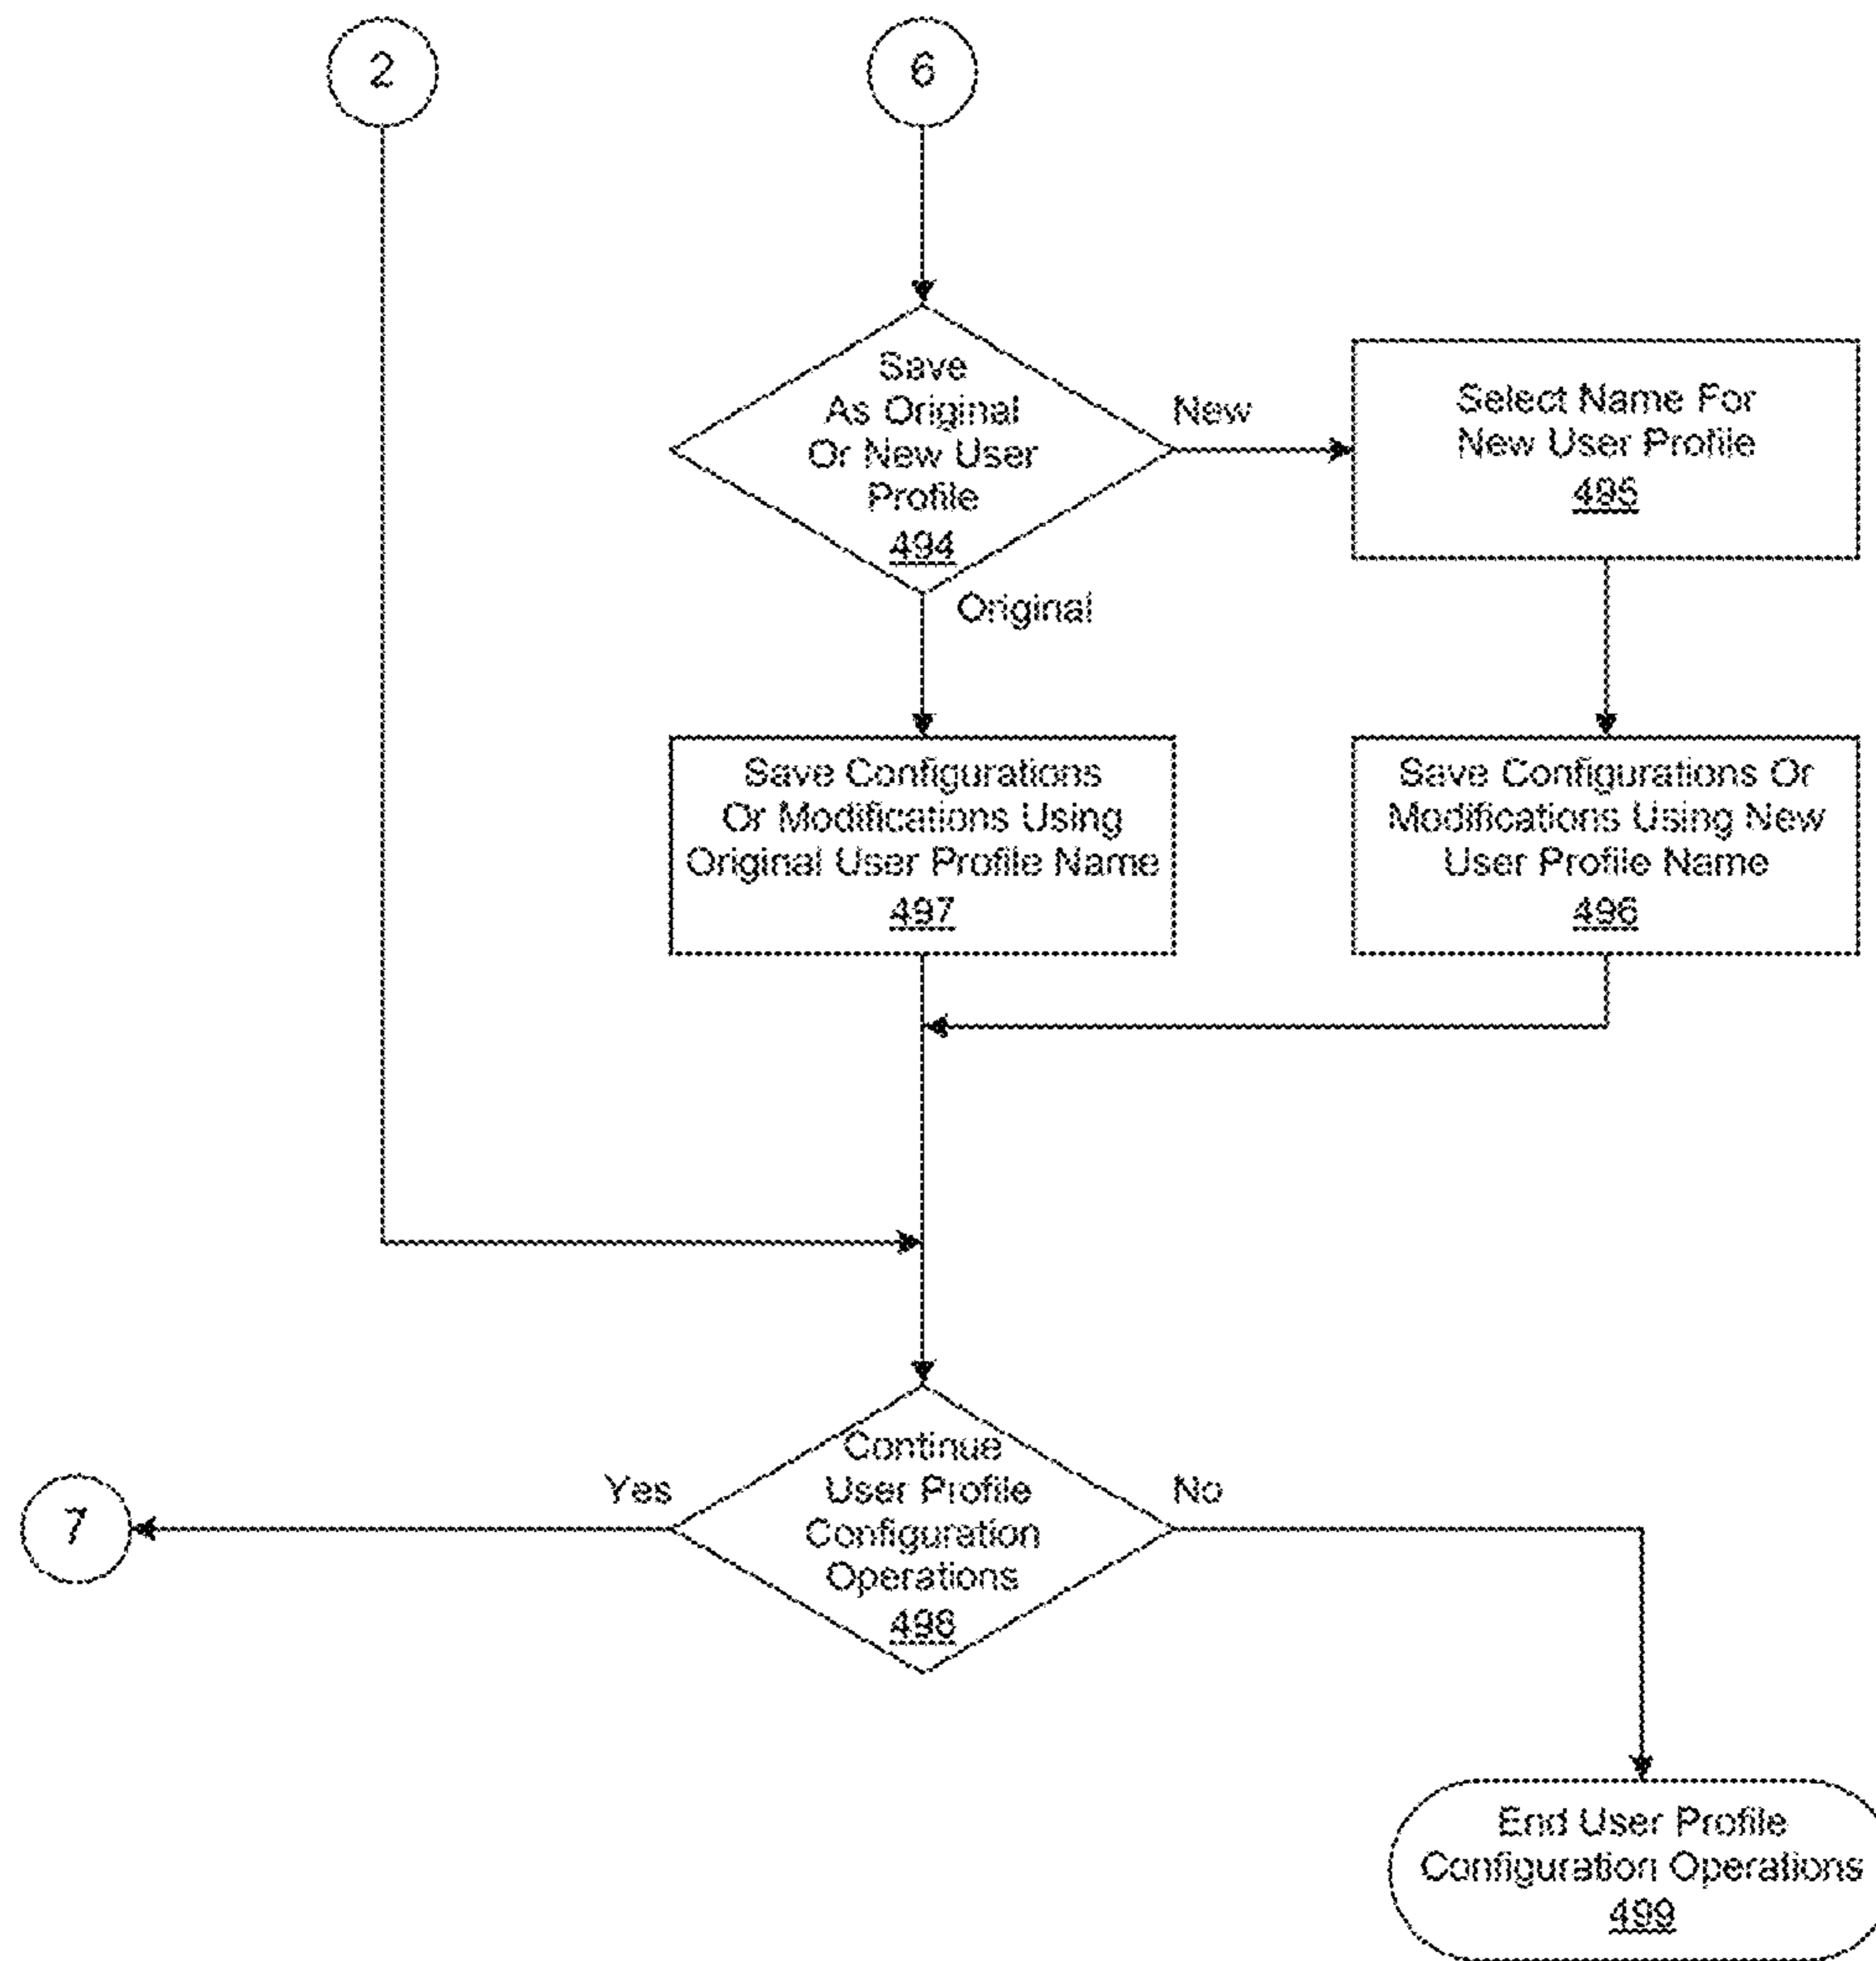 2
6
Save
As Original
Or New User
Profile
494
New
Original
Select Name For
New User Profile
495
Save Configurations
Or Modifications Using
Original User Profile Name
497
Save Configurations Or
Modifications Using New
User Profile Name
496
7
Yes
Continue
User Profile
Configuration
Operations
498
No
End User Profile
Configuration Operations
499